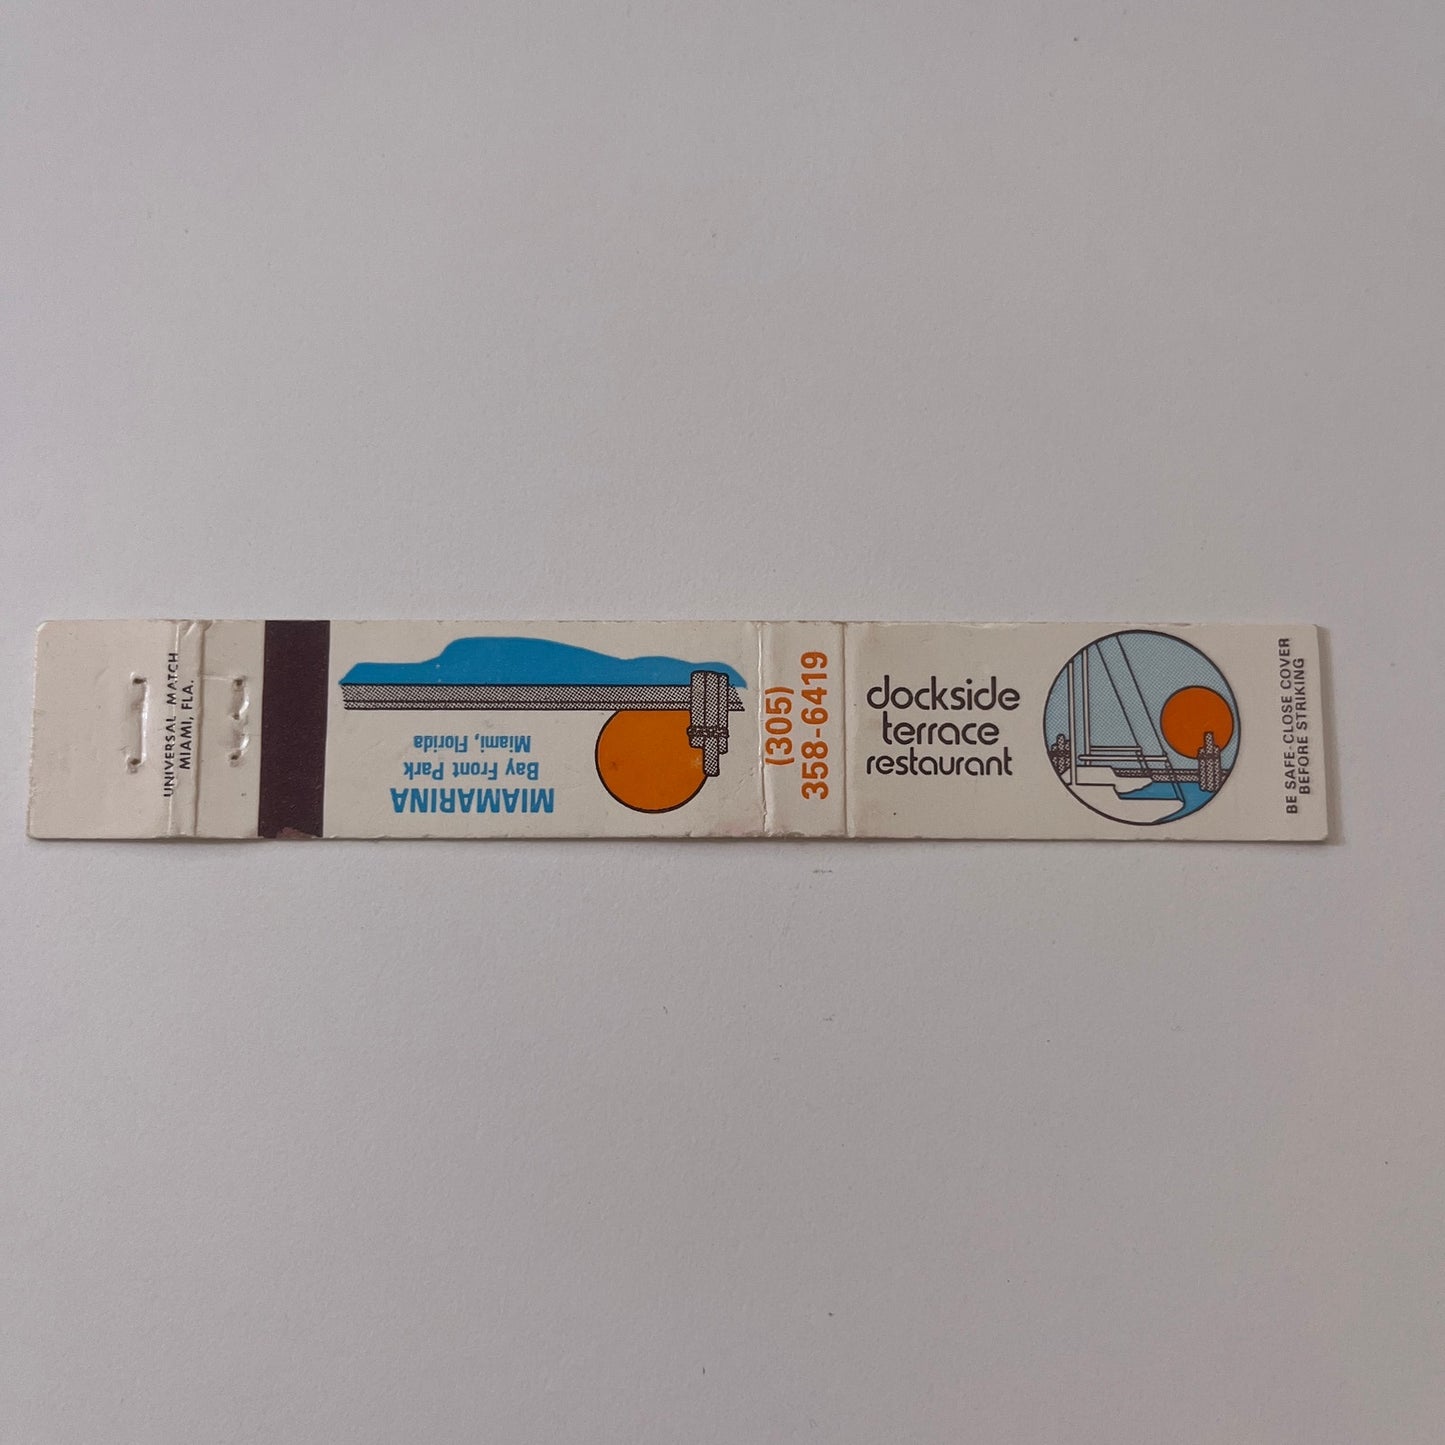 UNIVERSAL MATCH
MIAMI, FLA.
MIAMARINA
Bay Front Park
Miami, Florida
(305)
358-6419
dockside
terrace
restaurant
BE SAFE-CLOSE COVER
BEFORE STRIKING